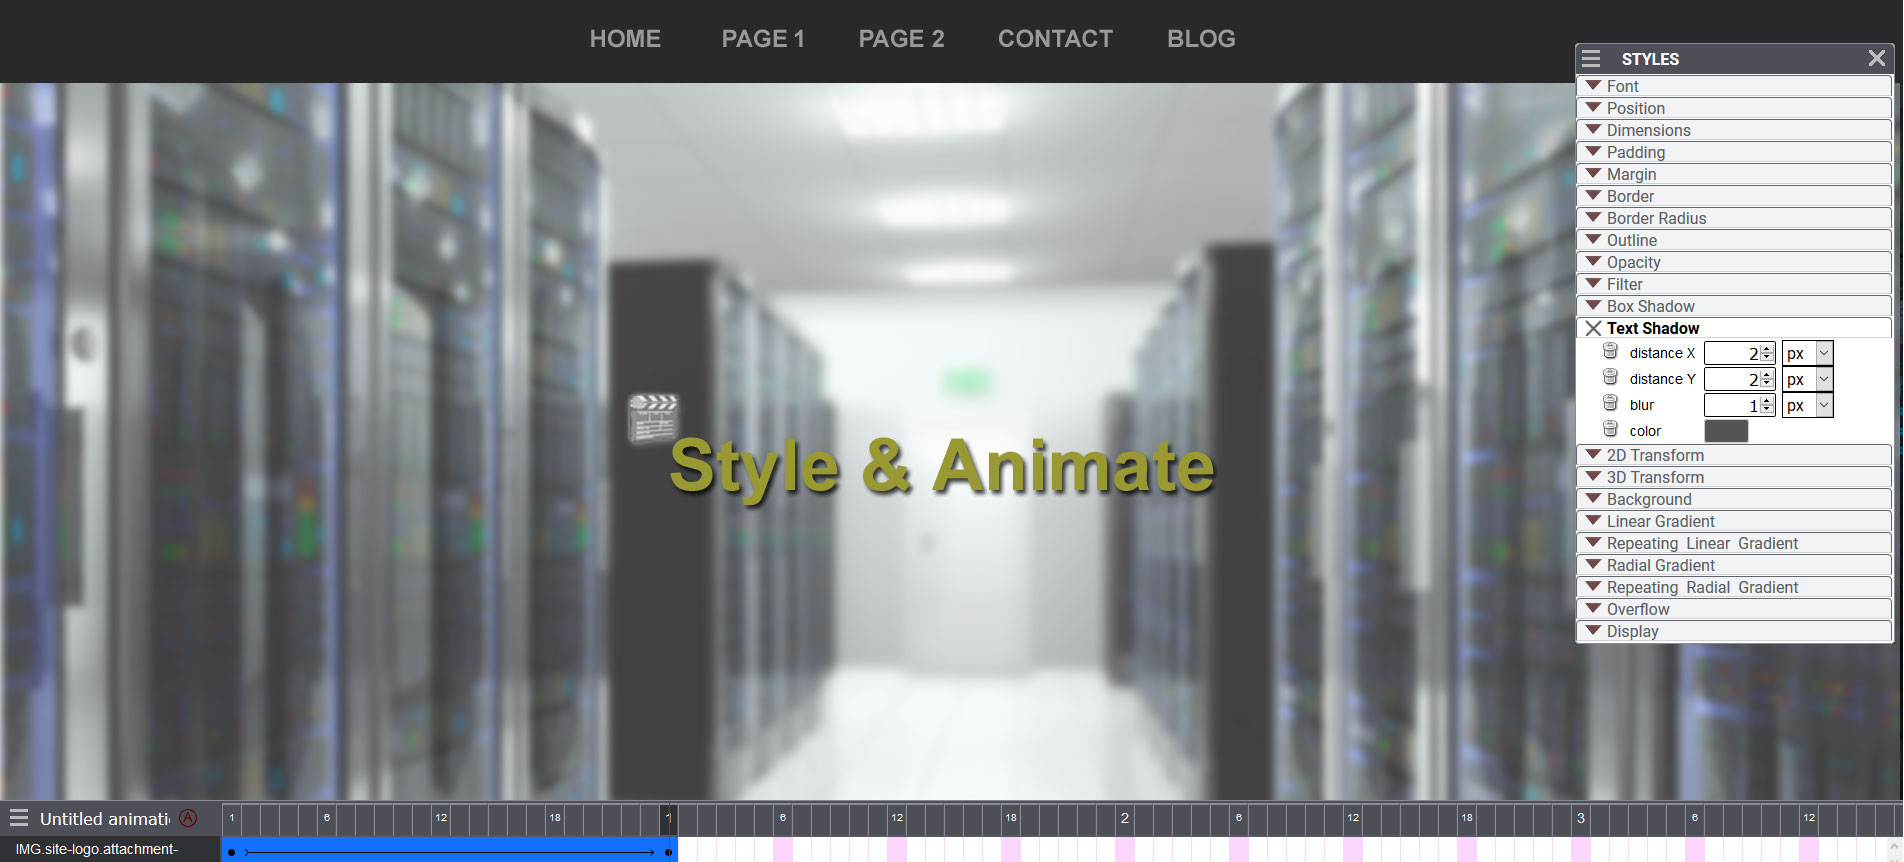 HOME PAGE 1 PAGE 2 CONTACT BLOG
STYLES
Font
Position
Dimensions
Padding
Margin
Border
Border Radius
Outline
Opacity
Filter
Box Shadow
Text Shadow
distance X 2 px
distance Y 2 px
blur 1 px
color
2D Transform
3D Transform
Background
Linear Gradient
Repeating Linear Gradient
Radial Gradient
Repeating Radial Gradient
Overflow
Display
Style & Animate
Untitled animati A 1 6 12 18 1 6 12 18 2 6 12 18 3 6 12
IMG.site-logo.attachment-